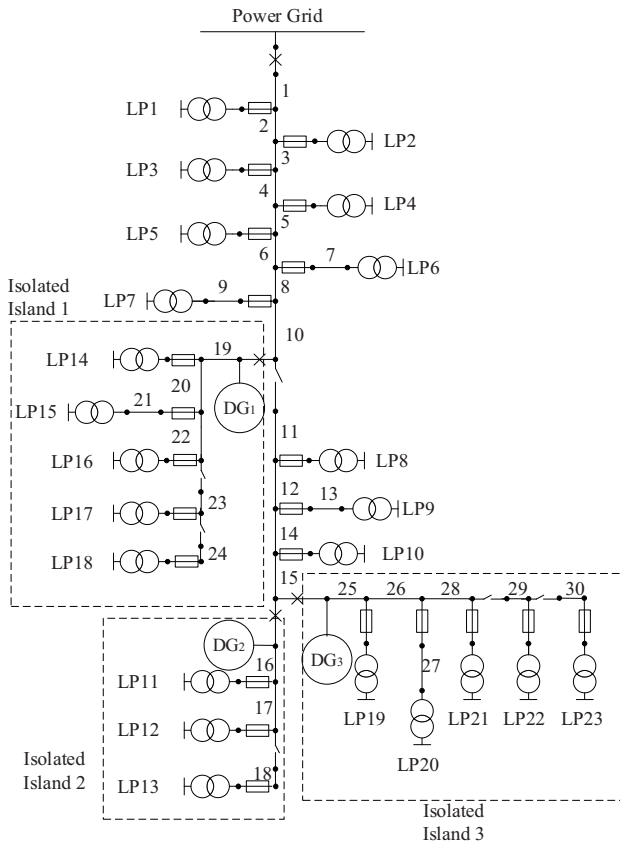 Power Grid
1
LP1
2
LP2
3
LP3
4
LP4
5
LP5
6
7
LP6
Isolated
Island 1
9
8
LP7
10
19
LP14
20
DG1
21
LP15
22
11
LP16
LP8
12
13
23
LP17
LP9
14
24
LP18
LP10
15
25
26
28
29
30
DG2
DG3
16
27
LP11
17
LP19
LP21
LP22
LP23
LP12
LP20
Isolated
Island 2
18
LP13
Isolated
Island 3